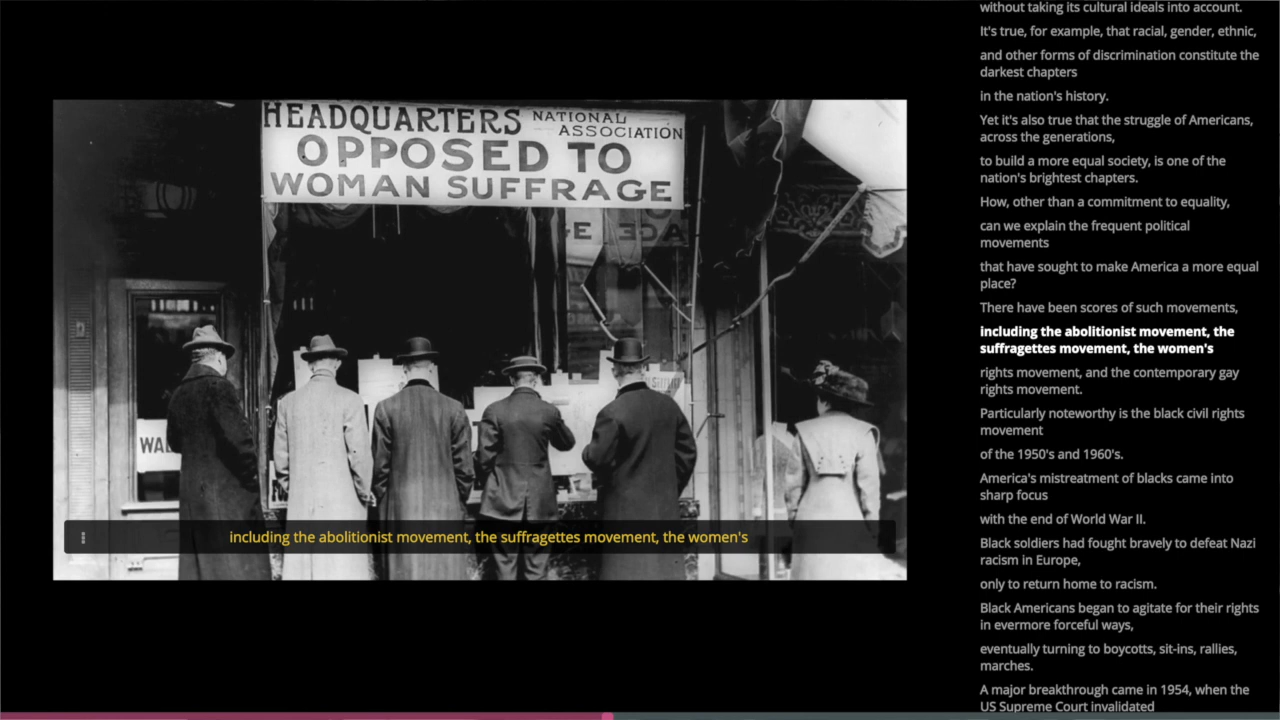 HEADQUARTERS NATIONAL
ASSOCIATION
OPPOSED TO
WOMAN SUFFRAGE
WAL
including the abolitionist movement, the suffragettes movement, the women's
without taking its cultural ideals into account.
It's true, for example, that racial, gender, ethnic,
and other forms of discrimination constitute the
darkest chapters
in the nation's history.
Yet it's also true that the struggle of Americans,
across the generations,
to build a more equal society, is one of the
nation's brightest chapters.
How, other than a commitment to equality,
can we explain the frequent political
movements
that have sought to make America a more equal
place?
There have been scores of such movements,
including the abolitionist movement, the
suffragettes movement, the women's
rights movement, and the contemporary gay
rights movement.
Particularly noteworthy is the black civil rights
movement
of the 1950's and 1960's.
America's mistreatment of blacks came into
sharp focus
with the end of World War II.
Black soldiers had fought bravely to defeat Nazi
racism in Europe,
only to return home to racism.
Black Americans began to agitate for their rights
in evermore forceful ways,
eventually turning to boycotts, sit-ins, rallies,
marches.
A major breakthrough came in 1954, when the
US Supreme Court invalidated